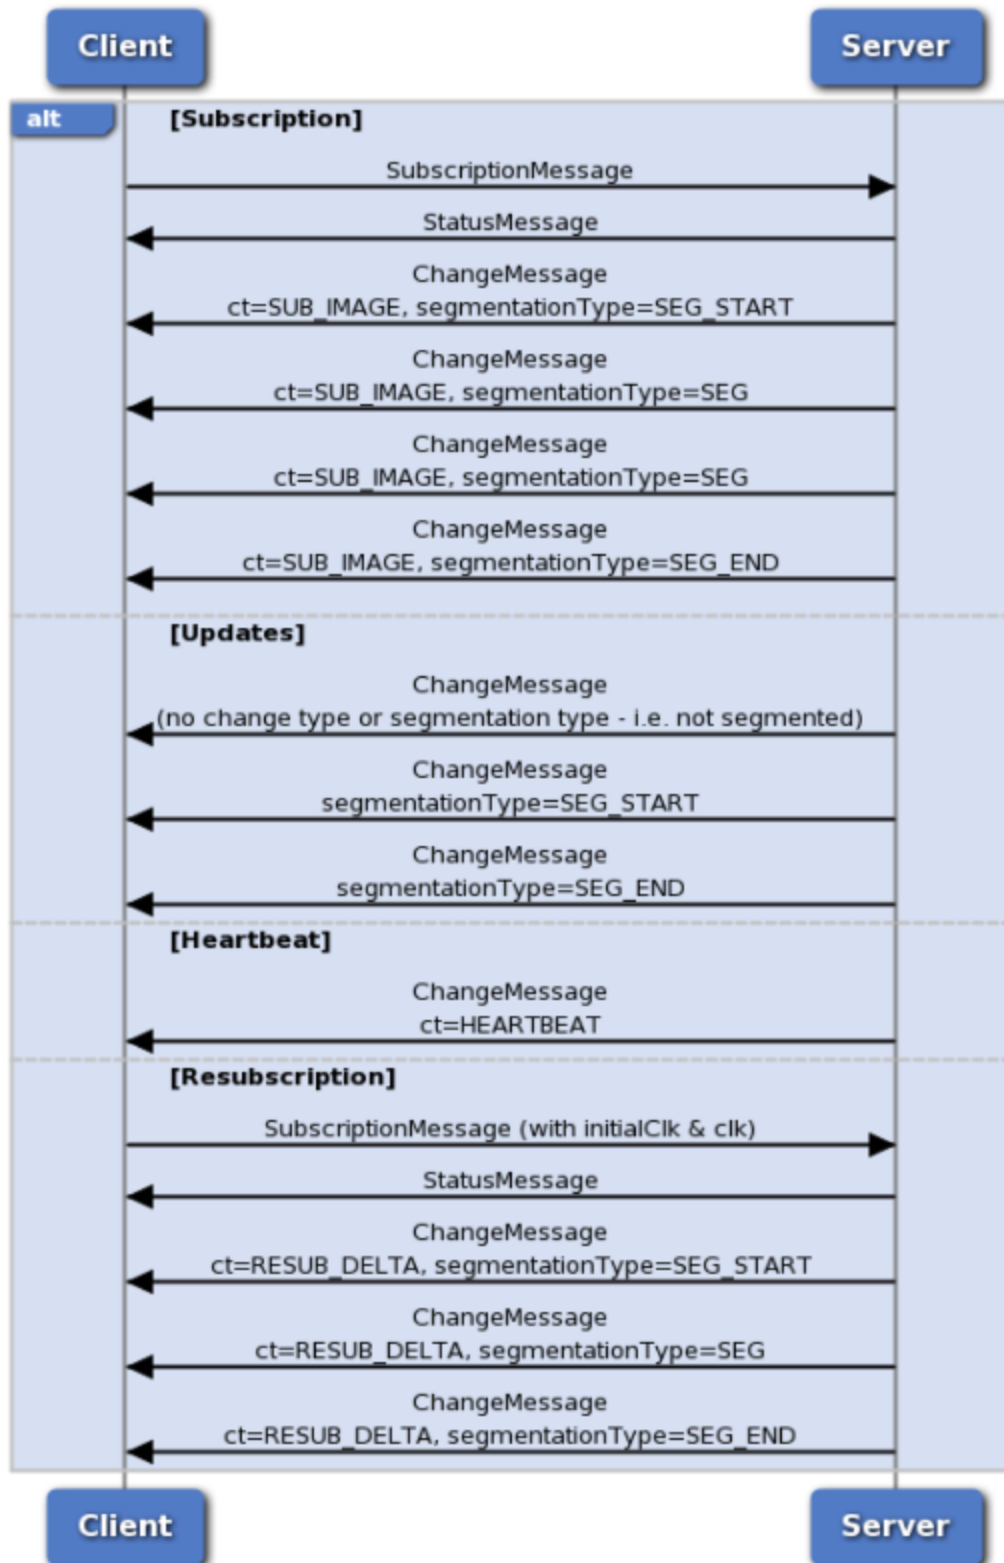 Client Server
alt [Subscription]
SubscriptionMessage
StatusMessage
ChangeMessage
ct=SUB_IMAGE, segmentationType=SEG_START
ChangeMessage
ct=SUB_IMAGE, segmentationType=SEG
ChangeMessage
ct=SUB_IMAGE, segmentationType=SEG
ChangeMessage
ct=SUB_IMAGE, segmentationType=SEG_END
[Updates]
ChangeMessage
(no change type or segmentation type - i.e. not segmented)
ChangeMessage
segmentationType=SEG_START
ChangeMessage
segmentationType=SEG_END
[Heartbeat]
ChangeMessage
ct=HEARTBEAT
[Resubscription]
SubscriptionMessage (with initialClk & clk)
StatusMessage
ChangeMessage
ct=RESUB_DELTA, segmentationType=SEG_START
ChangeMessage
ct=RESUB_DELTA, segmentationType=SEG
ChangeMessage
ct=RESUB_DELTA, segmentationType=SEG_END
Client Server